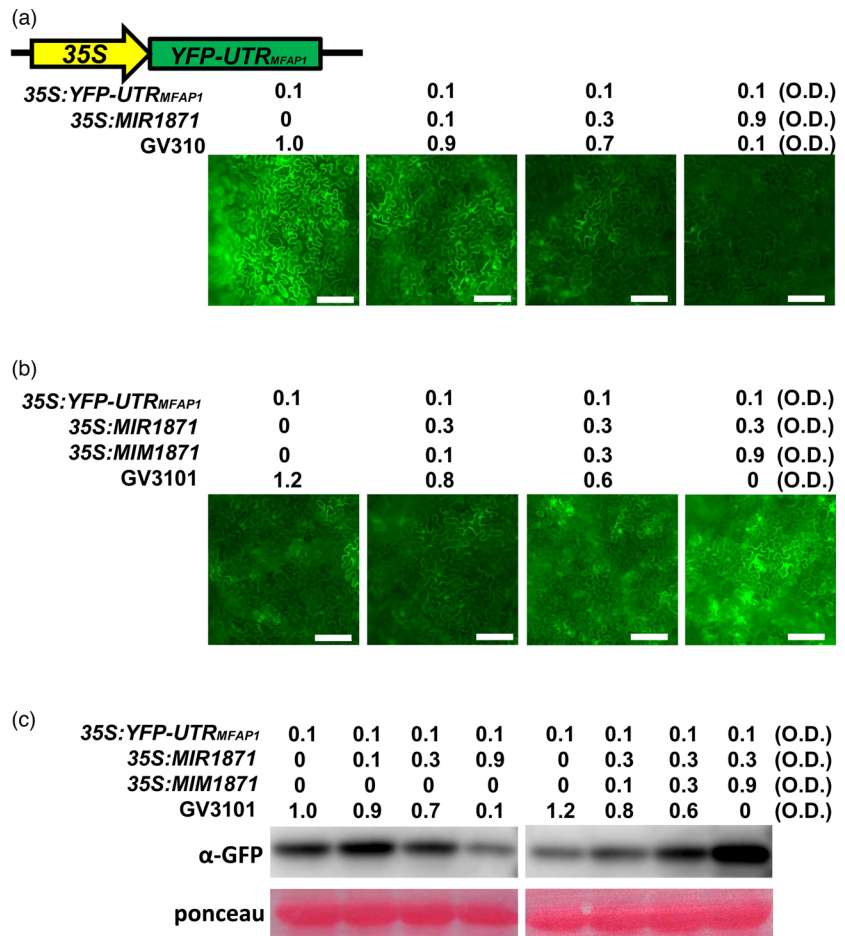 (a)
35S YFP-UTRMFAP1
35S:YFP-UTRMFAP1 0.1 0.1 0.1 0.1 (O.D.)
35S:MIR1871 0 0.1 0.3 0.9 (O.D.)
GV310 1.0 0.9 0.7 0.1 (O.D.)
(b)
35S:YFP-UTRMFAP1 0.1 0.1 0.1 0.1 (O.D.)
35S:MIR1871 0 0.3 0.3 0.3 (O.D.)
35S:MIM1871 0 0.1 0.3 0.9 (O.D.)
GV3101 1.2 0.8 0.6 0 (O.D.)
(c)
35S:YFP-UTRMFAP1 0.1 0.1 0.1 0.1 0.1 0.1 0.1 0.1 (O.D.)
35S:MIR1871 0 0.1 0.3 0.9 0 0.3 0.3 0.3 (O.D.)
35S:MIM1871 0 0 0 0 0 0.1 0.3 0.9 (O.D.)
GV3101 1.0 0.9 0.7 0.1 1.2 0.8 0.6 0 (O.D.)
α-GFP
ponceau